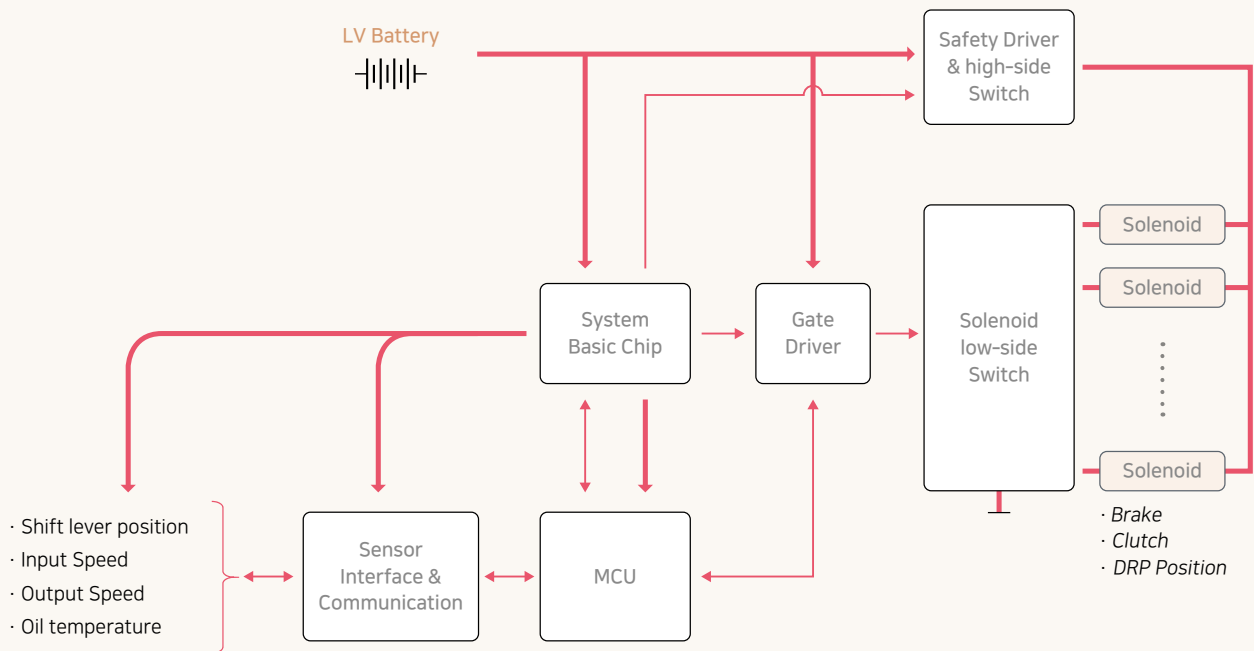 LV Battery
Safety Driver
& high-side
Switch
System
Basic Chip
Gate
Driver
Solenoid
low-side
Switch
Solenoid
Solenoid
Solenoid
· Brake
· Clutch
· DRP Position
· Shift lever position
· Input Speed
· Output Speed
· Oil temperature
Sensor
Interface &
Communication
MCU